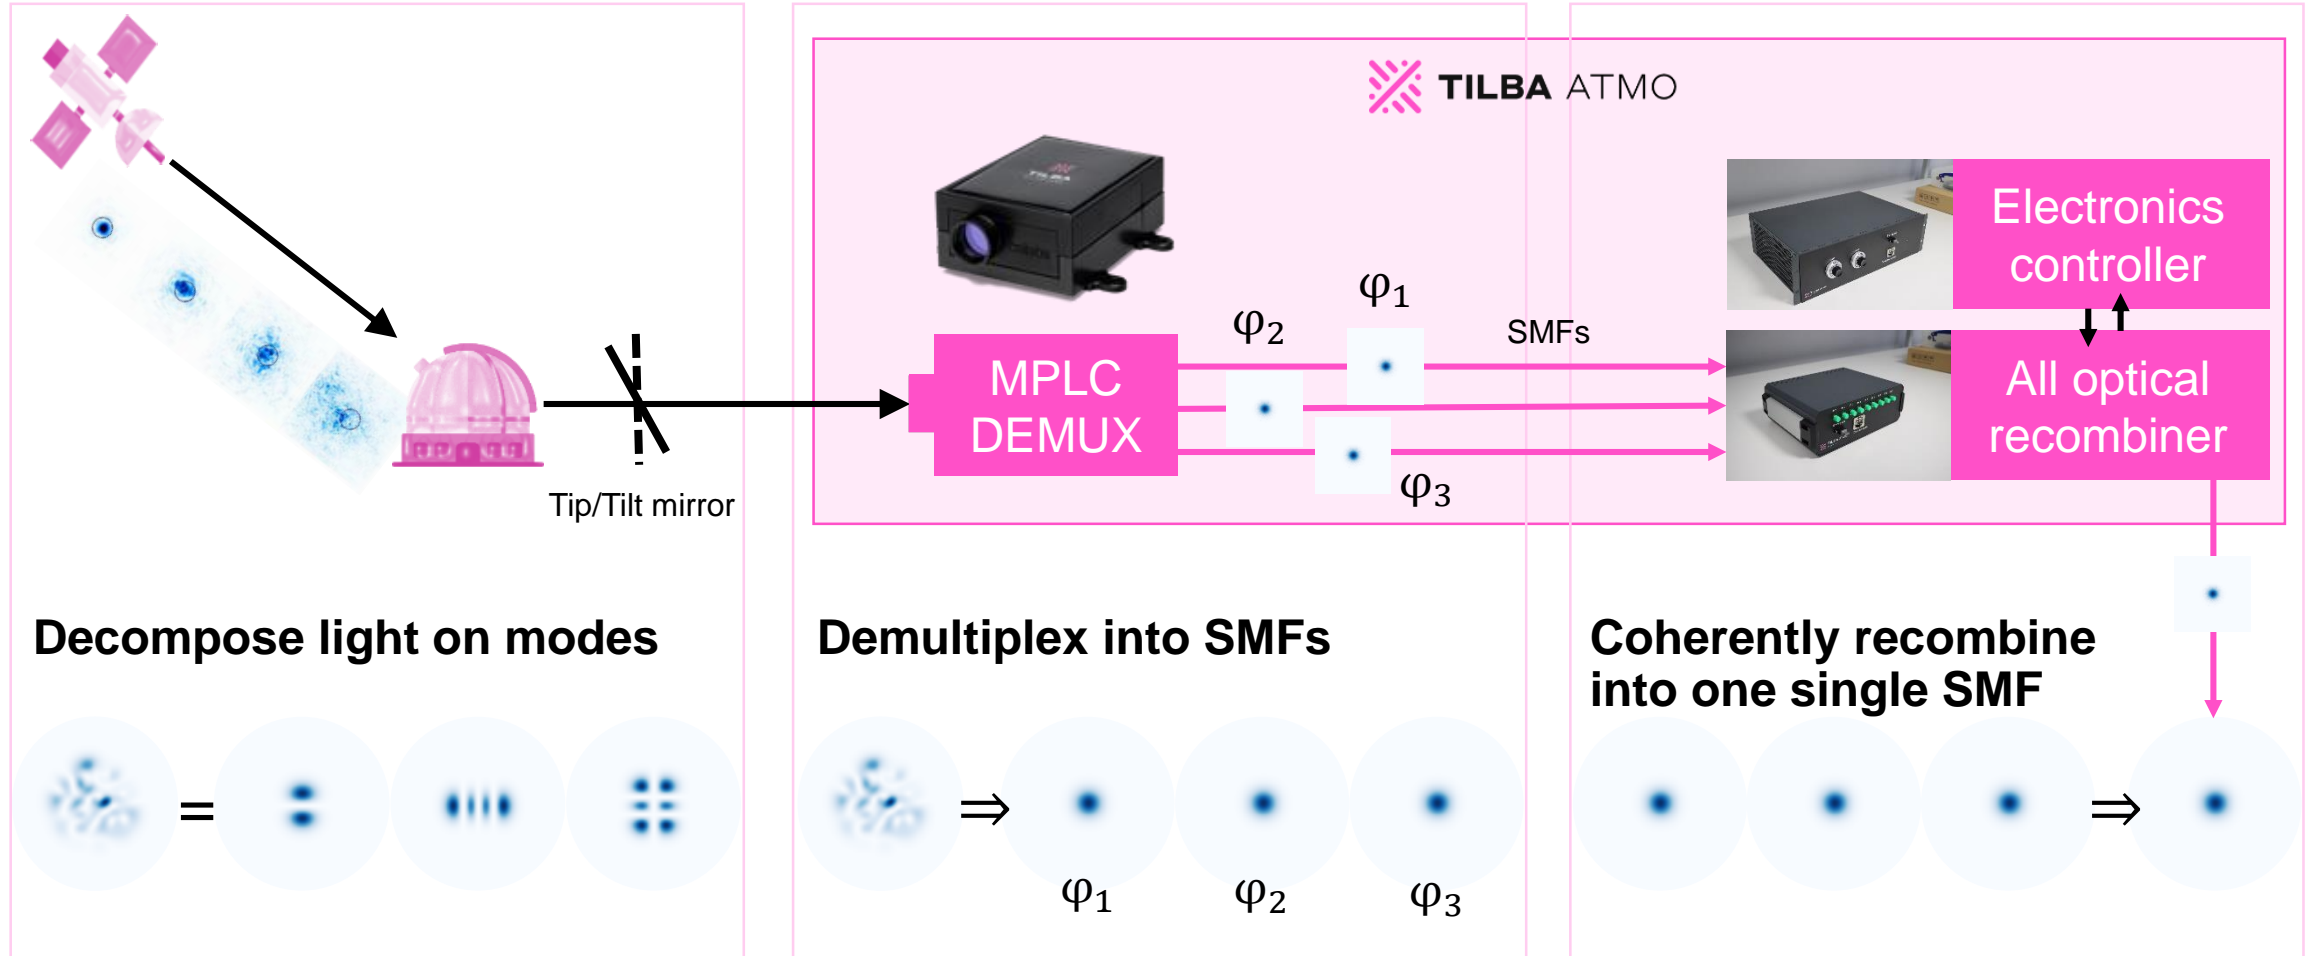 TILBA ATMO
TILBA
Electronics
controller
φ1
φ2
SMFs
MPLC
DEMUX
All optical
recombiner
φ3
Tip/Tilt mirror
Decompose light on modes
Demultiplex into SMFs
Coherently recombine
into one single SMF
=
⇒
⇒
φ1
φ2
φ3